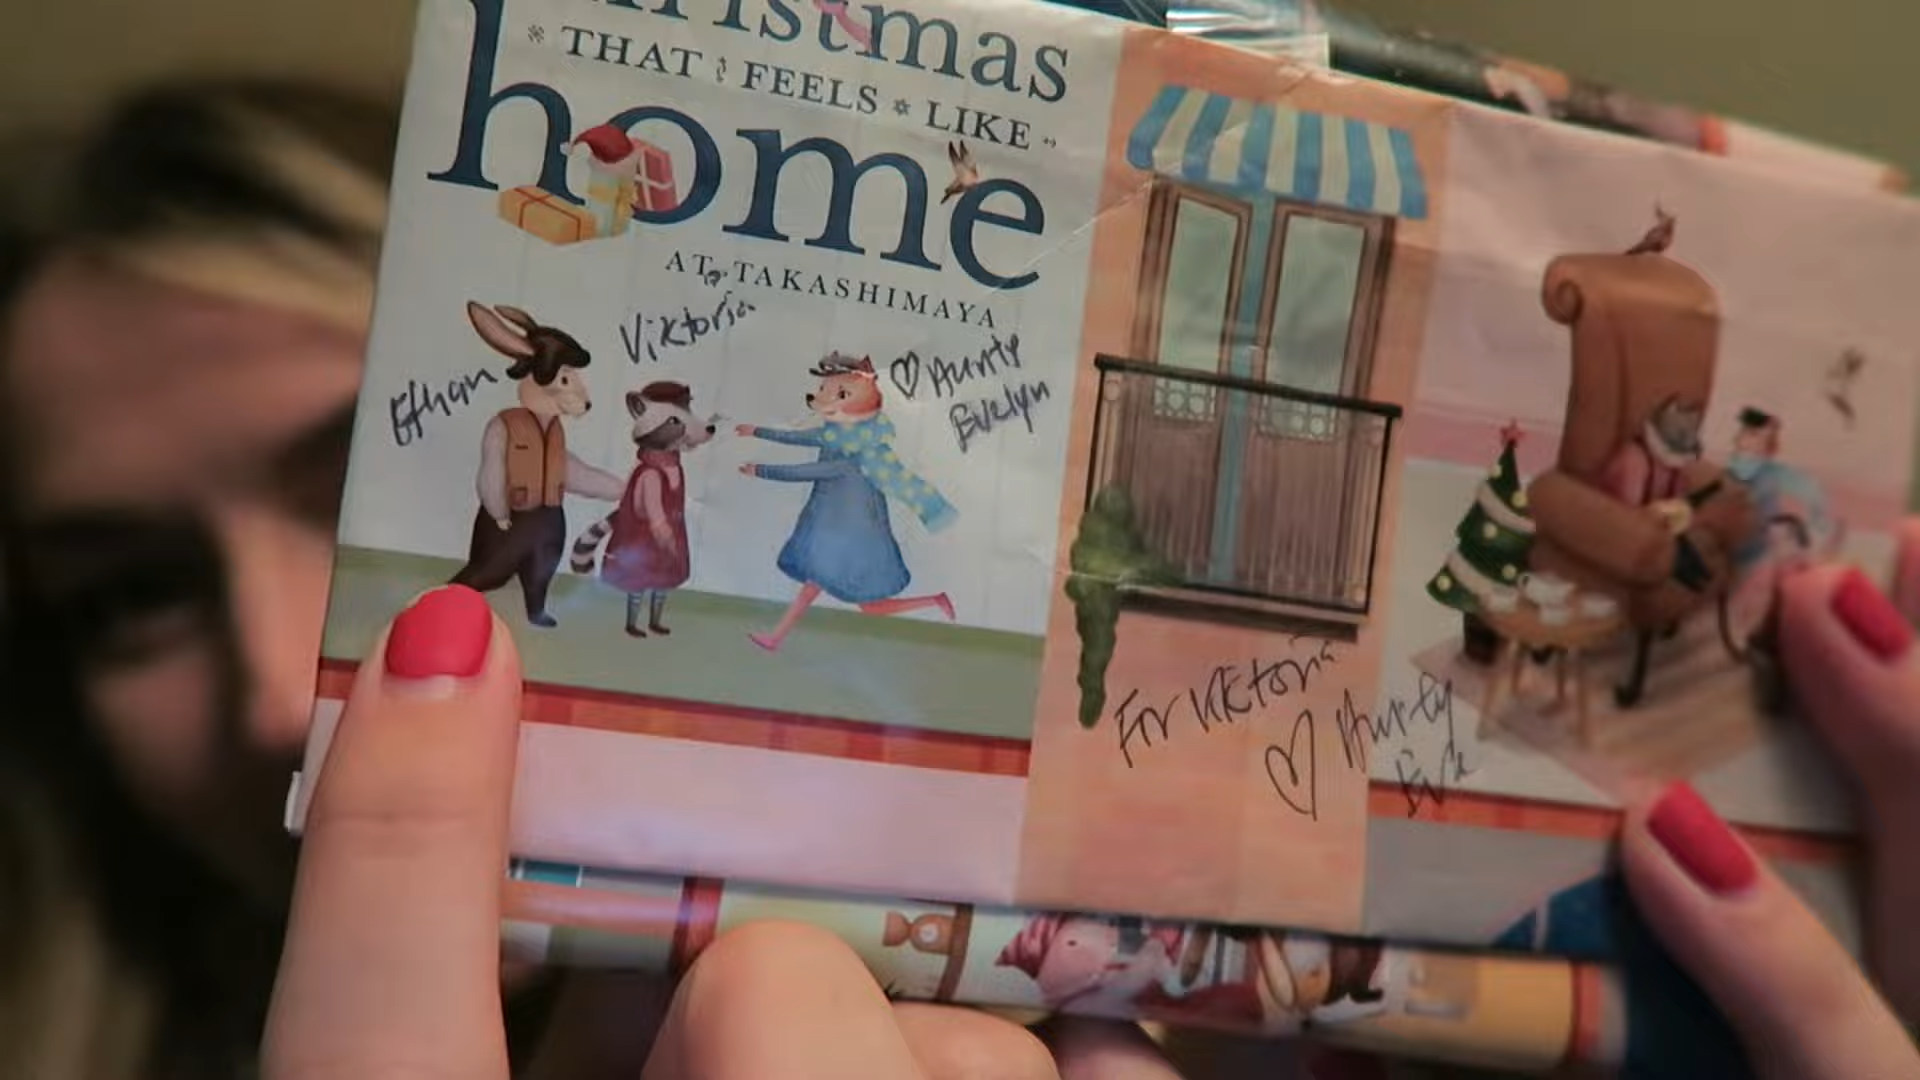 christmas
THAT FEELS LIKE
home
AT TAKASHIMAYA
Ethan
Viktoria
♡ Aunty
Evelyn
For Viktoria
♡ Aunty